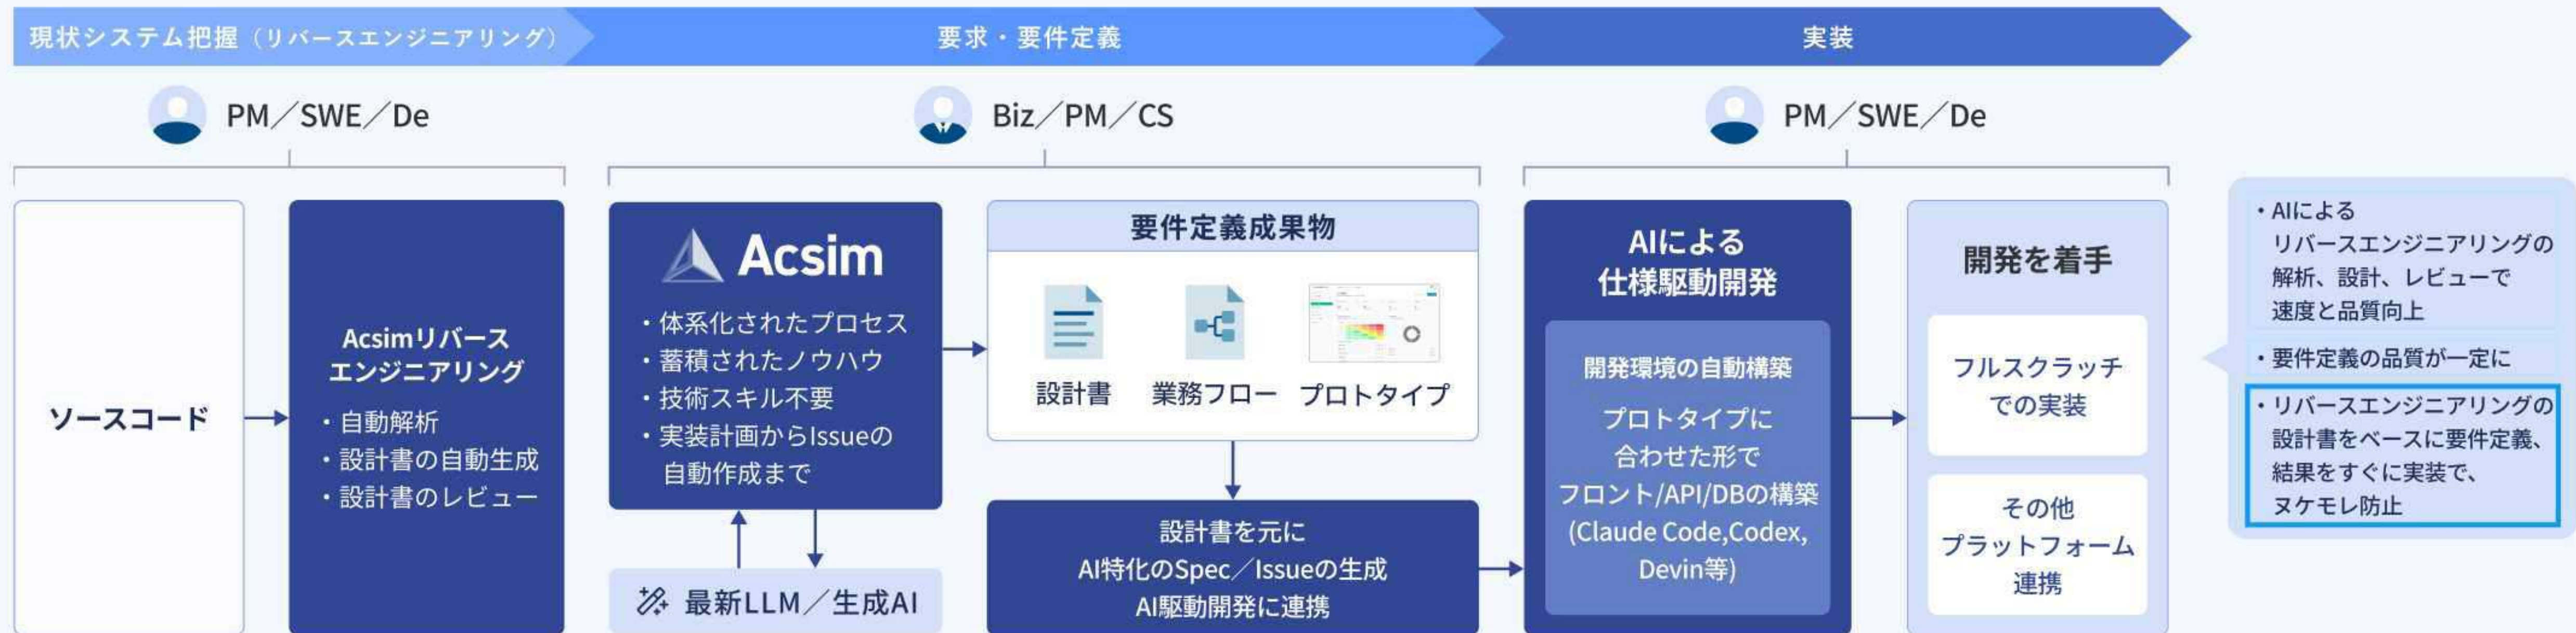 現状システム把握（リバースエンジニアリング）
要求・要件定義
実装
PM／SWE／De
Biz／PM／CS
PM／SWE／De
ソースコード
Acsimリバース
エンジニアリング
・自動解析
・設計書の自動生成
・設計書のレビュー
Acsim
・体系化されたプロセス
・蓄積されたノウハウ
・技術スキル不要
・実装計画からIssueの
自動作成まで
最新LLM／生成AI
要件定義成果物
設計書
業務フロー
プロトタイプ
設計書を元に
AI特化のSpec／Issueの生成
AI駆動開発に連携
AIによる
仕様駆動開発
開発環境の自動構築
プロトタイプに
合わせた形で
フロント/API/DBの構築
(Claude Code,Codex,
Devin等)
開発を着手
フルスクラッチ
での実装
その他
プラットフォーム
連携
・AIによる
リバースエンジニアリングの
解析、設計、レビューで
速度と品質向上
・要件定義の品質が一定に
・リバースエンジニアリングの
設計書をベースに要件定義、
結果をすぐに実装で、
ヌケモレ防止